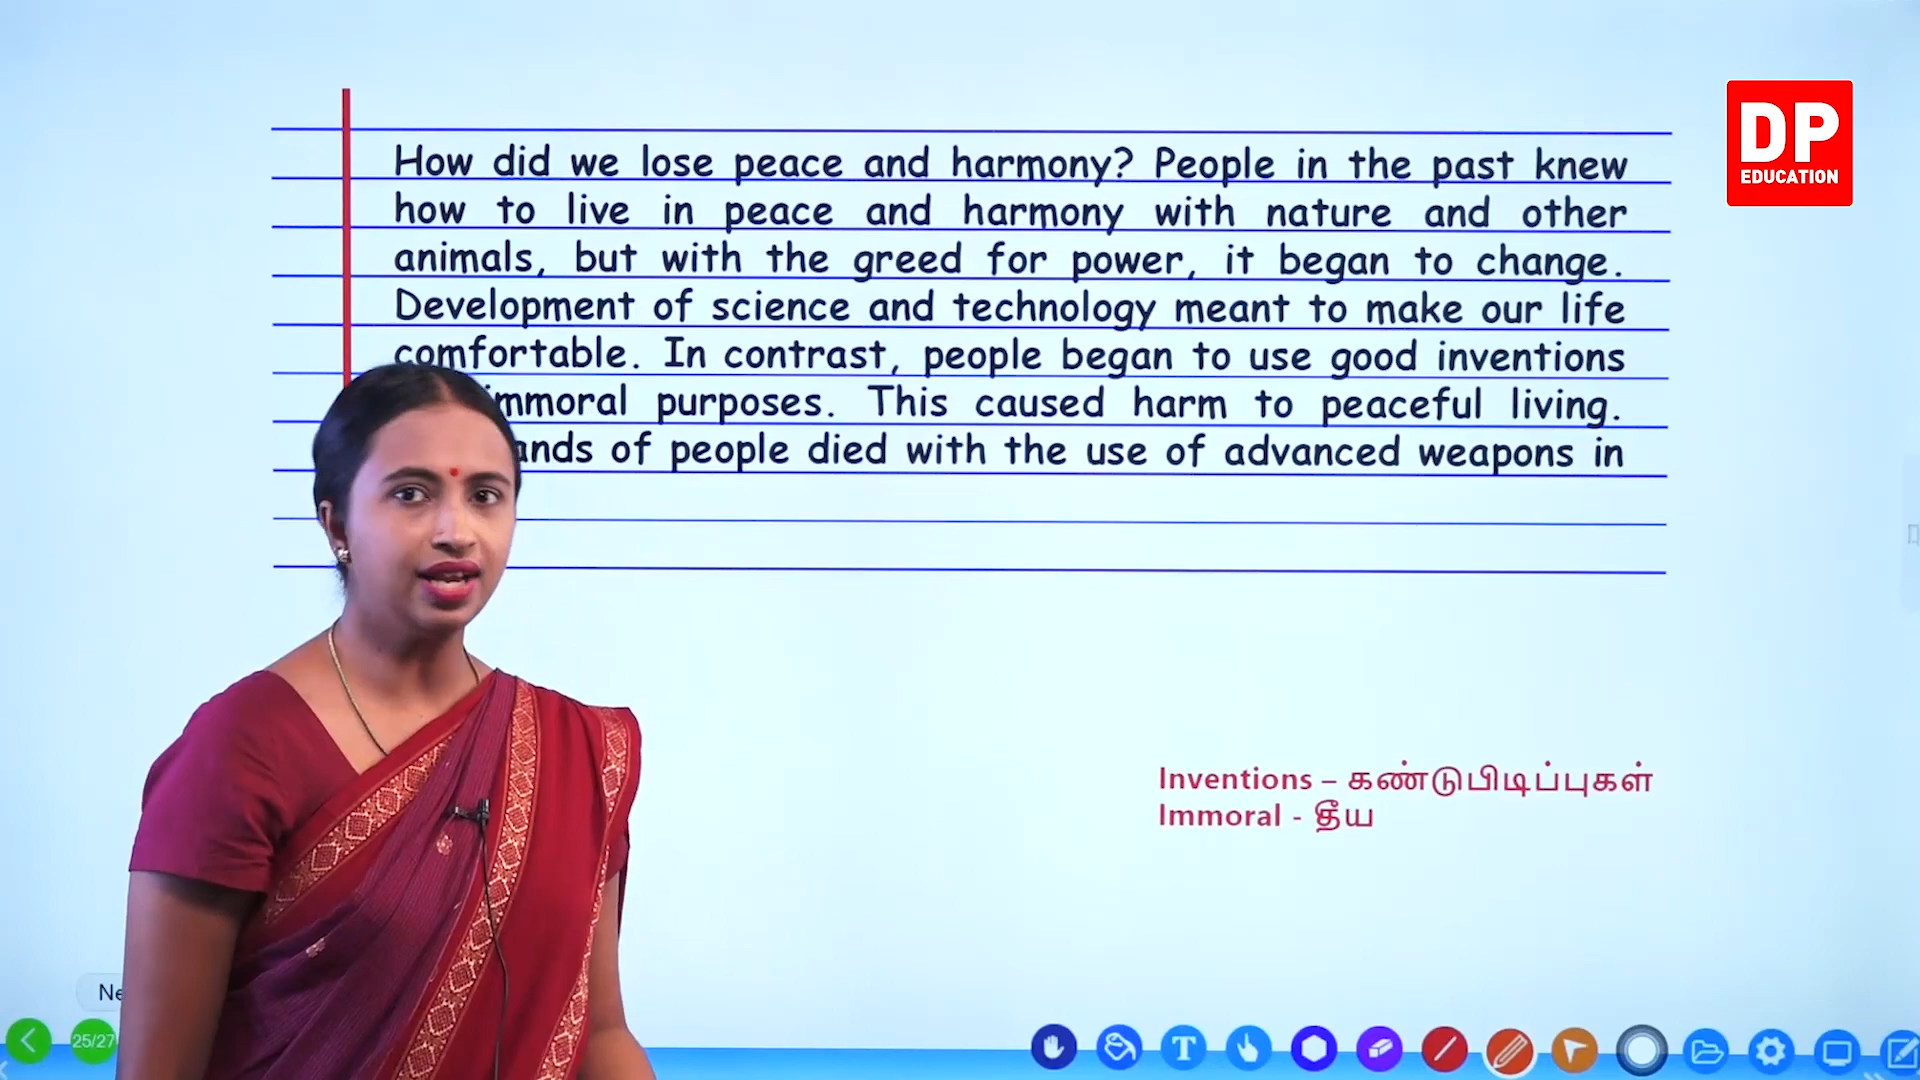 DP
EDUCATION
How did we lose peace and harmony? People in the past knew
how to live in peace and harmony with nature and other
animals, but with the greed for power, it began to change.
Development of science and technology meant to make our life
comfortable. In contrast, people began to use good inventions
purposes. This caused harm to peaceful living.
of people died with the use of advanced weapons in
Inventions – கண்டுபிடிப்புகள்
Immoral - தீய
25/27
T